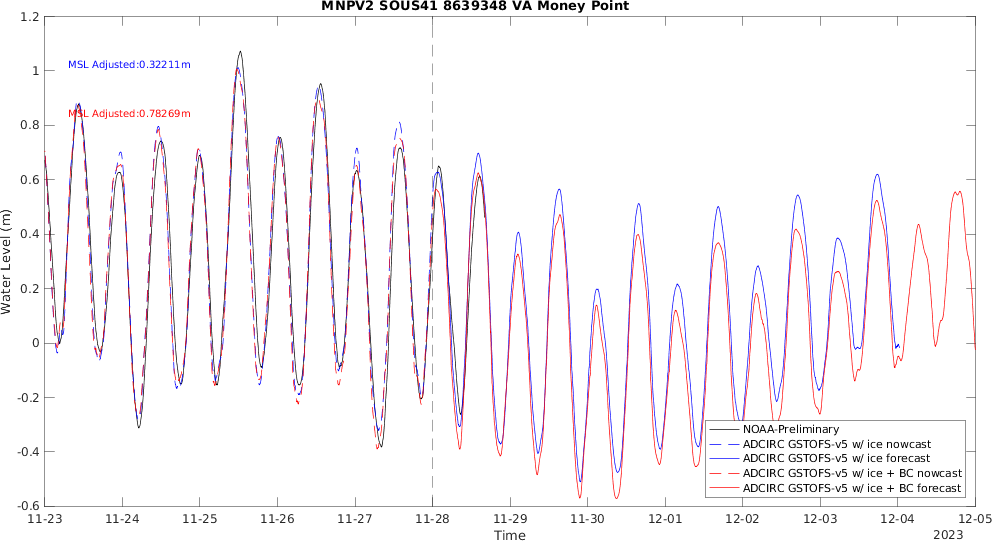 MNPV2 SOUS41 8639348 VA Money Point
1.2
1
0.8
0.6
0.4
0.2
0
-0.2
-0.4
-0.6
Water Level (m)
MSL Adjusted:0.32211m
MSL Adjusted:0.78269m
NOAA-Preliminary
ADCIRC GSTOFS-v5 w/ ice nowcast
ADCIRC GSTOFS-v5 w/ ice forecast
ADCIRC GSTOFS-v5 w/ ice + BC nowcast
ADCIRC GSTOFS-v5 w/ ice + BC forecast
11-23 11-24 11-25 11-26 11-27 11-28 11-29 11-30 12-01 12-02 12-03 12-04 12-05
Time
2023